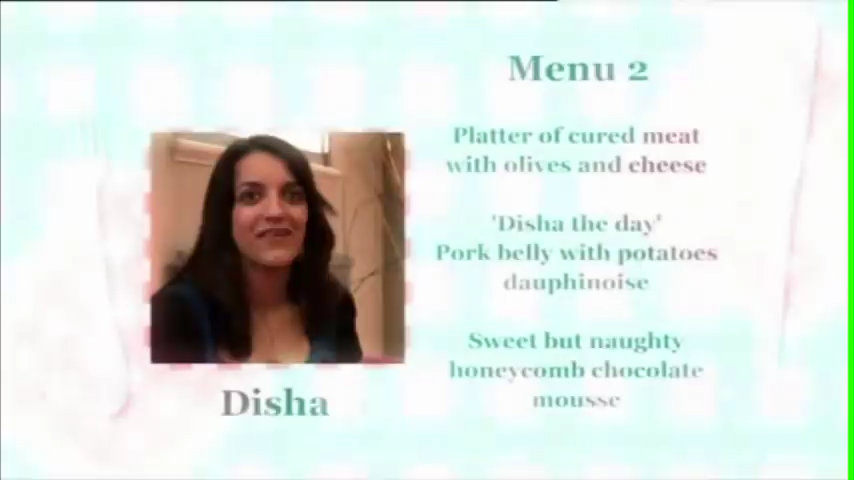 Menu 2
Platter of cured meat
with olives and cheese
'Disha the day'
Pork belly with potatoes
dauphinoise
Sweet but naughty
honeycomb chocolate
mousse
Disha